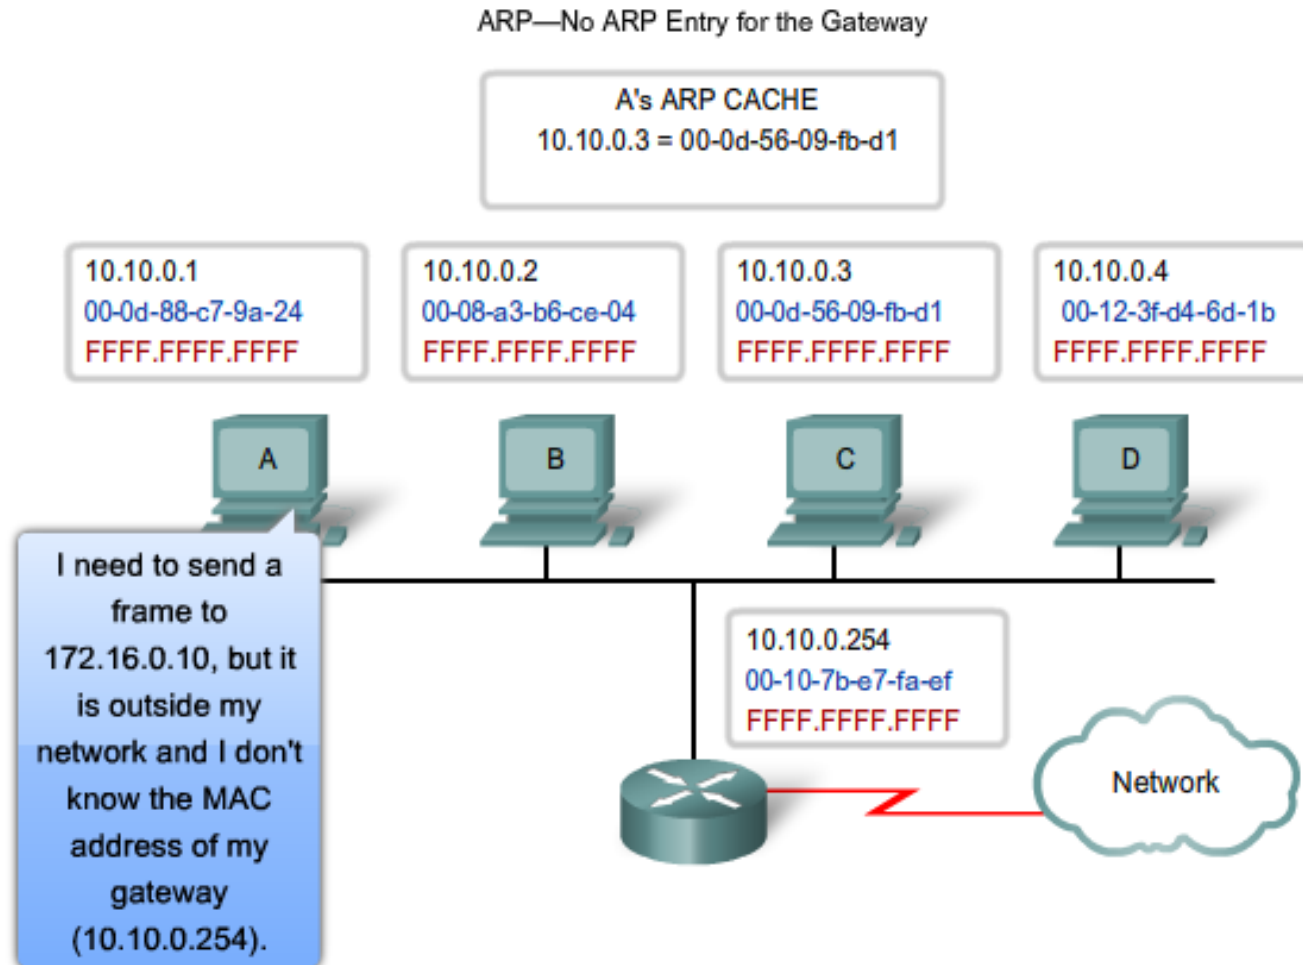 ARP—No ARP Entry for the Gateway
A's ARP CACHE
10.10.0.3 = 00-0d-56-09-fb-d1
10.10.0.1
00-0d-88-c7-9a-24
FFFF.FFFF.FFFF
10.10.0.2
00-08-a3-b6-ce-04
FFFF.FFFF.FFFF
10.10.0.3
00-0d-56-09-fb-d1
FFFF.FFFF.FFFF
10.10.0.4
00-12-3f-d4-6d-1b
FFFF.FFFF.FFFF
A
B
C
D
I need to send a
frame to
172.16.0.10, but it
is outside my
network and I don't
know the MAC
address of my
gateway
(10.10.0.254).
10.10.0.254
00-10-7b-e7-fa-ef
FFFF.FFFF.FFFF
Network